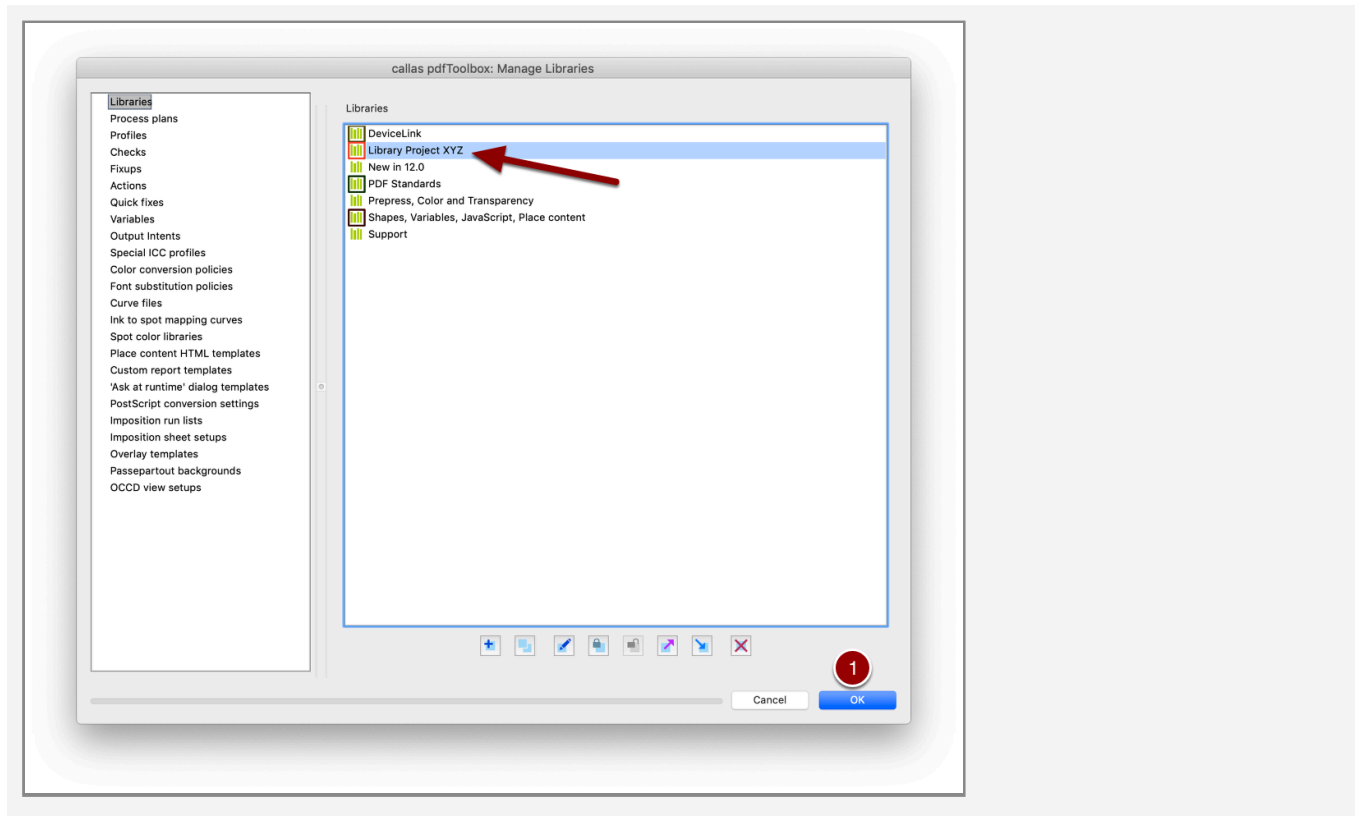 callas pdfToolbox: Manage Libraries
Libraries
Process plans
Profiles
Checks
Fixups
Actions
Quick fixes
Variables
Output Intents
Special ICC profiles
Color conversion policies
Font substitution policies
Curve files
Ink to spot mapping curves
Spot color libraries
Place content HTML templates
Custom report templates
'Ask at runtime' dialog templates
PostScript conversion settings
Imposition run lists
Imposition sheet setups
Overlay templates
Passepartout backgrounds
OCCD view setups
Libraries
DeviceLink
Library Project XYZ
New in 12.0
PDF Standards
Prepress, Color and Transparency
Shapes, Variables, JavaScript, Place content
Support
1
Cancel
OK